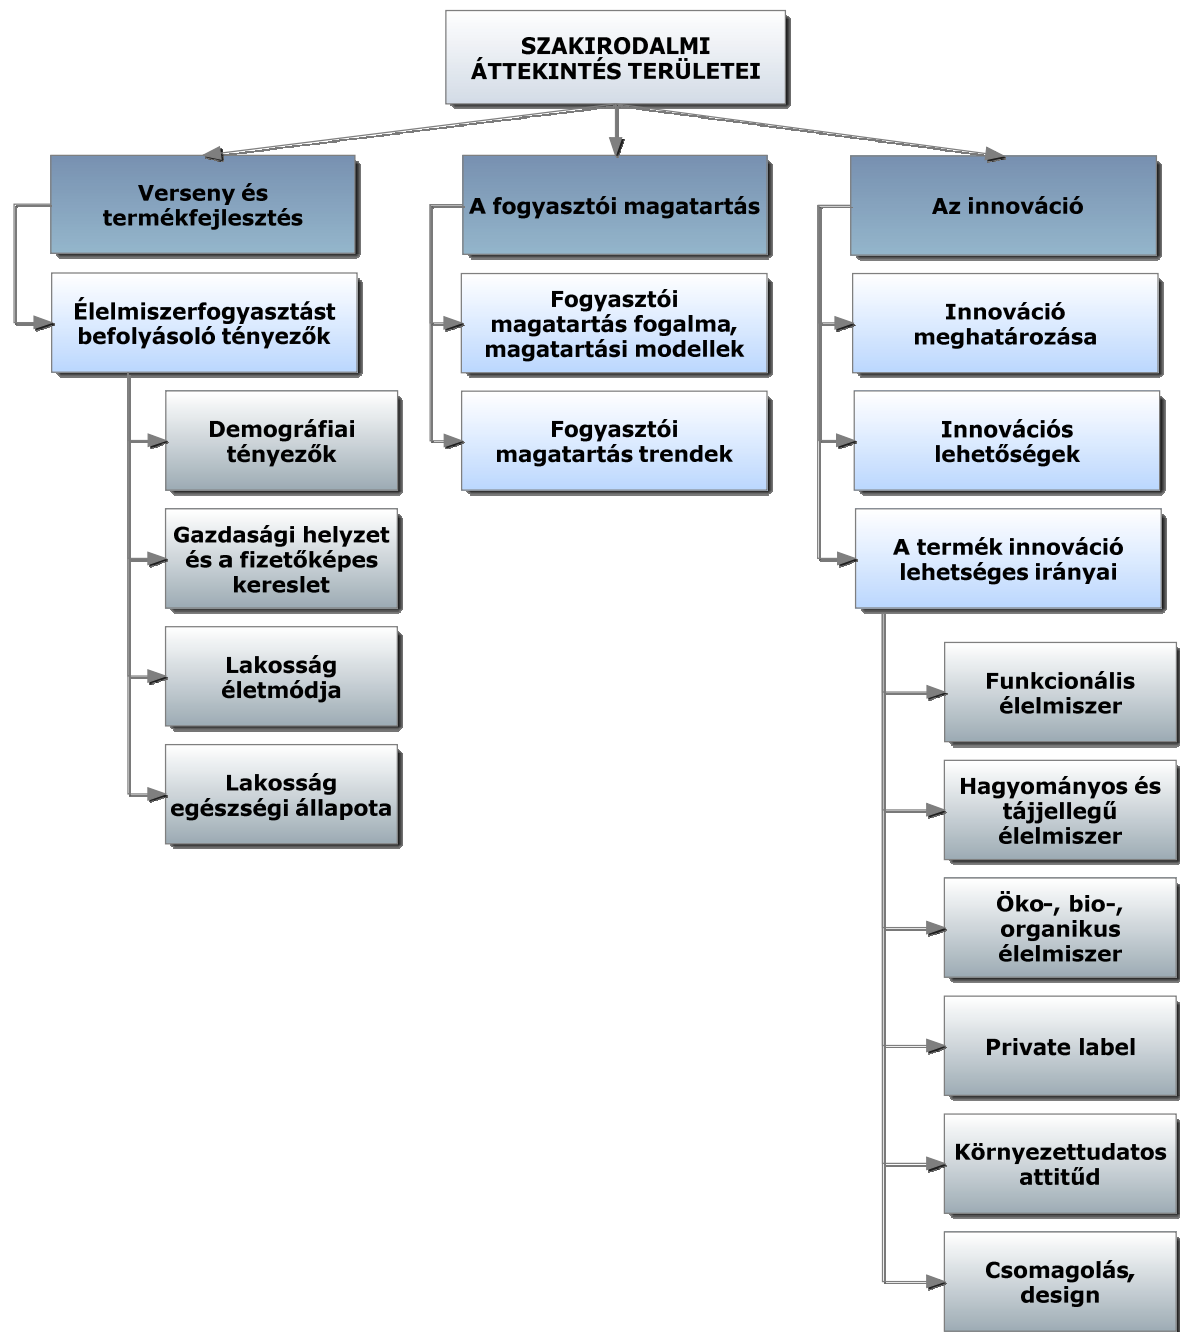 SZAKIRODALMI
ÁTTEKINTÉS TERÜLETEI
Verseny és
termékfejlesztés
Élelmiszerfogyasztást
befolyásoló tényezők
Demográfiai
tényezők
Gazdasági helyzet
és a fizetőképes
kereslet
Lakosság
életmódja
Lakosság
egészségi állapota
A fogyasztói magatartás
Fogyasztói
magatartás fogalma,
magatartási modellek
Fogyasztói
magatartás trendek
Az innováció
Innováció
meghatározása
Innovációs
lehetőségek
A termék innováció
lehetséges irányai
Funkcionális
élelmiszer
Hagyományos és
tájjellegű
élelmiszer
Öko-, bio-,
organikus
élelmiszer
Private label
Környezettudatos
attitűd
Csomagolás,
design